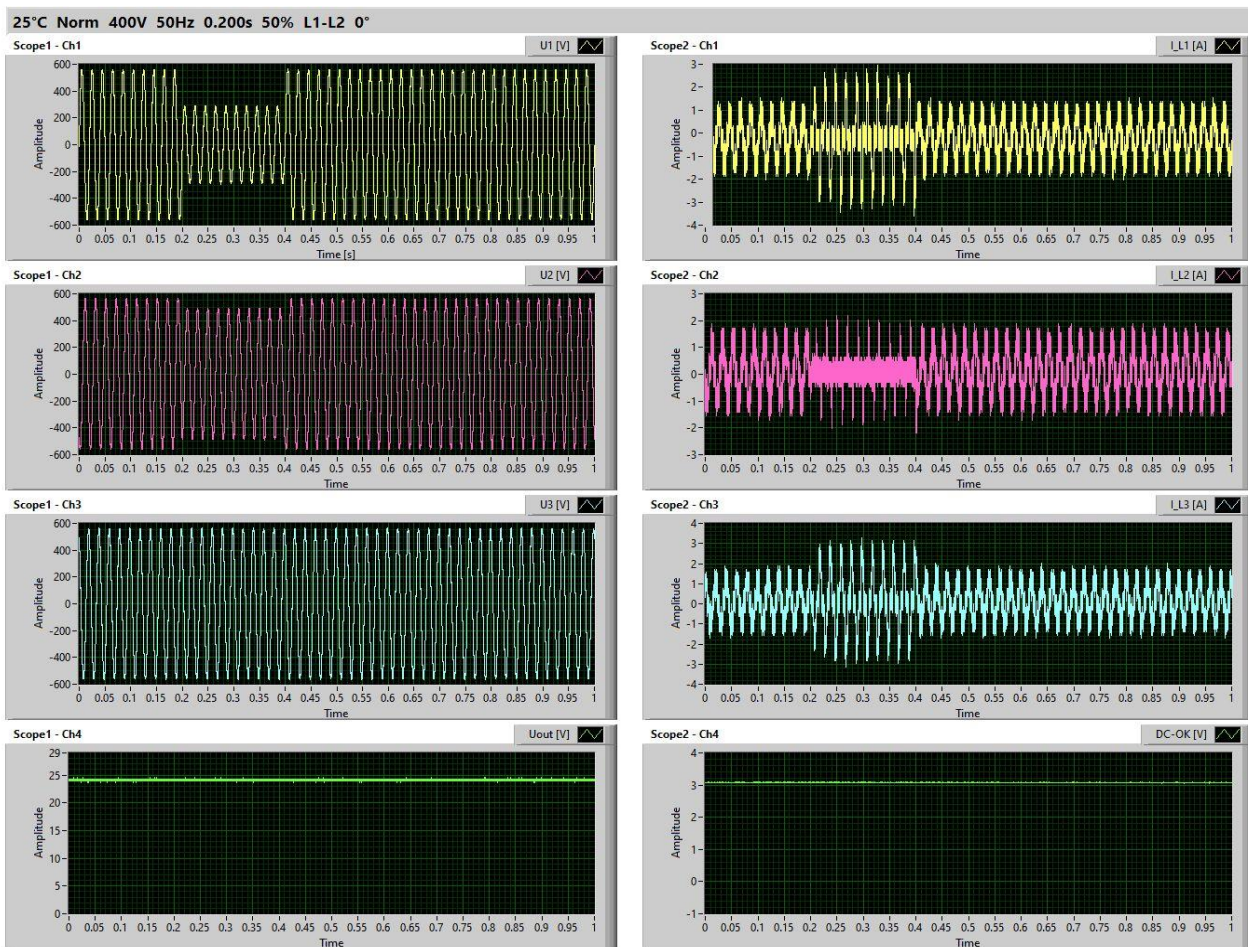 25°C Norm 400V 50Hz 0.200s 50% L1-L2 0°
Scope1 - Ch1
U1 [V]
600
400
200
0
-200
-400
-600
Amplitude
0 0.05 0.1 0.15 0.2 0.25 0.3 0.35 0.4 0.45 0.5 0.55 0.6 0.65 0.7 0.75 0.8 0.85 0.9 0.95 1
Time [s]
Scope2 - Ch1
I_L1 [A]
3
2
1
0
-1
-2
-3
-4
Amplitude
0 0.05 0.1 0.15 0.2 0.25 0.3 0.35 0.4 0.45 0.5 0.55 0.6 0.65 0.7 0.75 0.8 0.85 0.9 0.95 1
Time
Scope1 - Ch2
U2 [V]
600
400
200
0
-200
-400
-600
Amplitude
0 0.05 0.1 0.15 0.2 0.25 0.3 0.35 0.4 0.45 0.5 0.55 0.6 0.65 0.7 0.75 0.8 0.85 0.9 0.95 1
Time
Scope2 - Ch2
I_L2 [A]
3
2
1
0
-1
-2
-3
Amplitude
0 0.05 0.1 0.15 0.2 0.25 0.3 0.35 0.4 0.45 0.5 0.55 0.6 0.65 0.7 0.75 0.8 0.85 0.9 0.95 1
Time
Scope1 - Ch3
U3 [V]
600
400
200
0
-200
-400
-600
Amplitude
0 0.05 0.1 0.15 0.2 0.25 0.3 0.35 0.4 0.45 0.5 0.55 0.6 0.65 0.7 0.75 0.8 0.85 0.9 0.95 1
Time
Scope2 - Ch3
I_L3 [A]
4
3
2
1
0
-1
-2
-3
-4
Amplitude
0 0.05 0.1 0.15 0.2 0.25 0.3 0.35 0.4 0.45 0.5 0.55 0.6 0.65 0.7 0.75 0.8 0.85 0.9 0.95 1
Time
Scope1 - Ch4
Uout [V]
29
25
20
15
10
5
0
Amplitude
0 0.05 0.1 0.15 0.2 0.25 0.3 0.35 0.4 0.45 0.5 0.55 0.6 0.65 0.7 0.75 0.8 0.85 0.9 0.95 1
Time
Scope2 - Ch4
DC-OK [V]
4
3
2
1
0
-1
Amplitude
0 0.05 0.1 0.15 0.2 0.25 0.3 0.35 0.4 0.45 0.5 0.55 0.6 0.65 0.7 0.75 0.8 0.85 0.9 0.95 1
Time